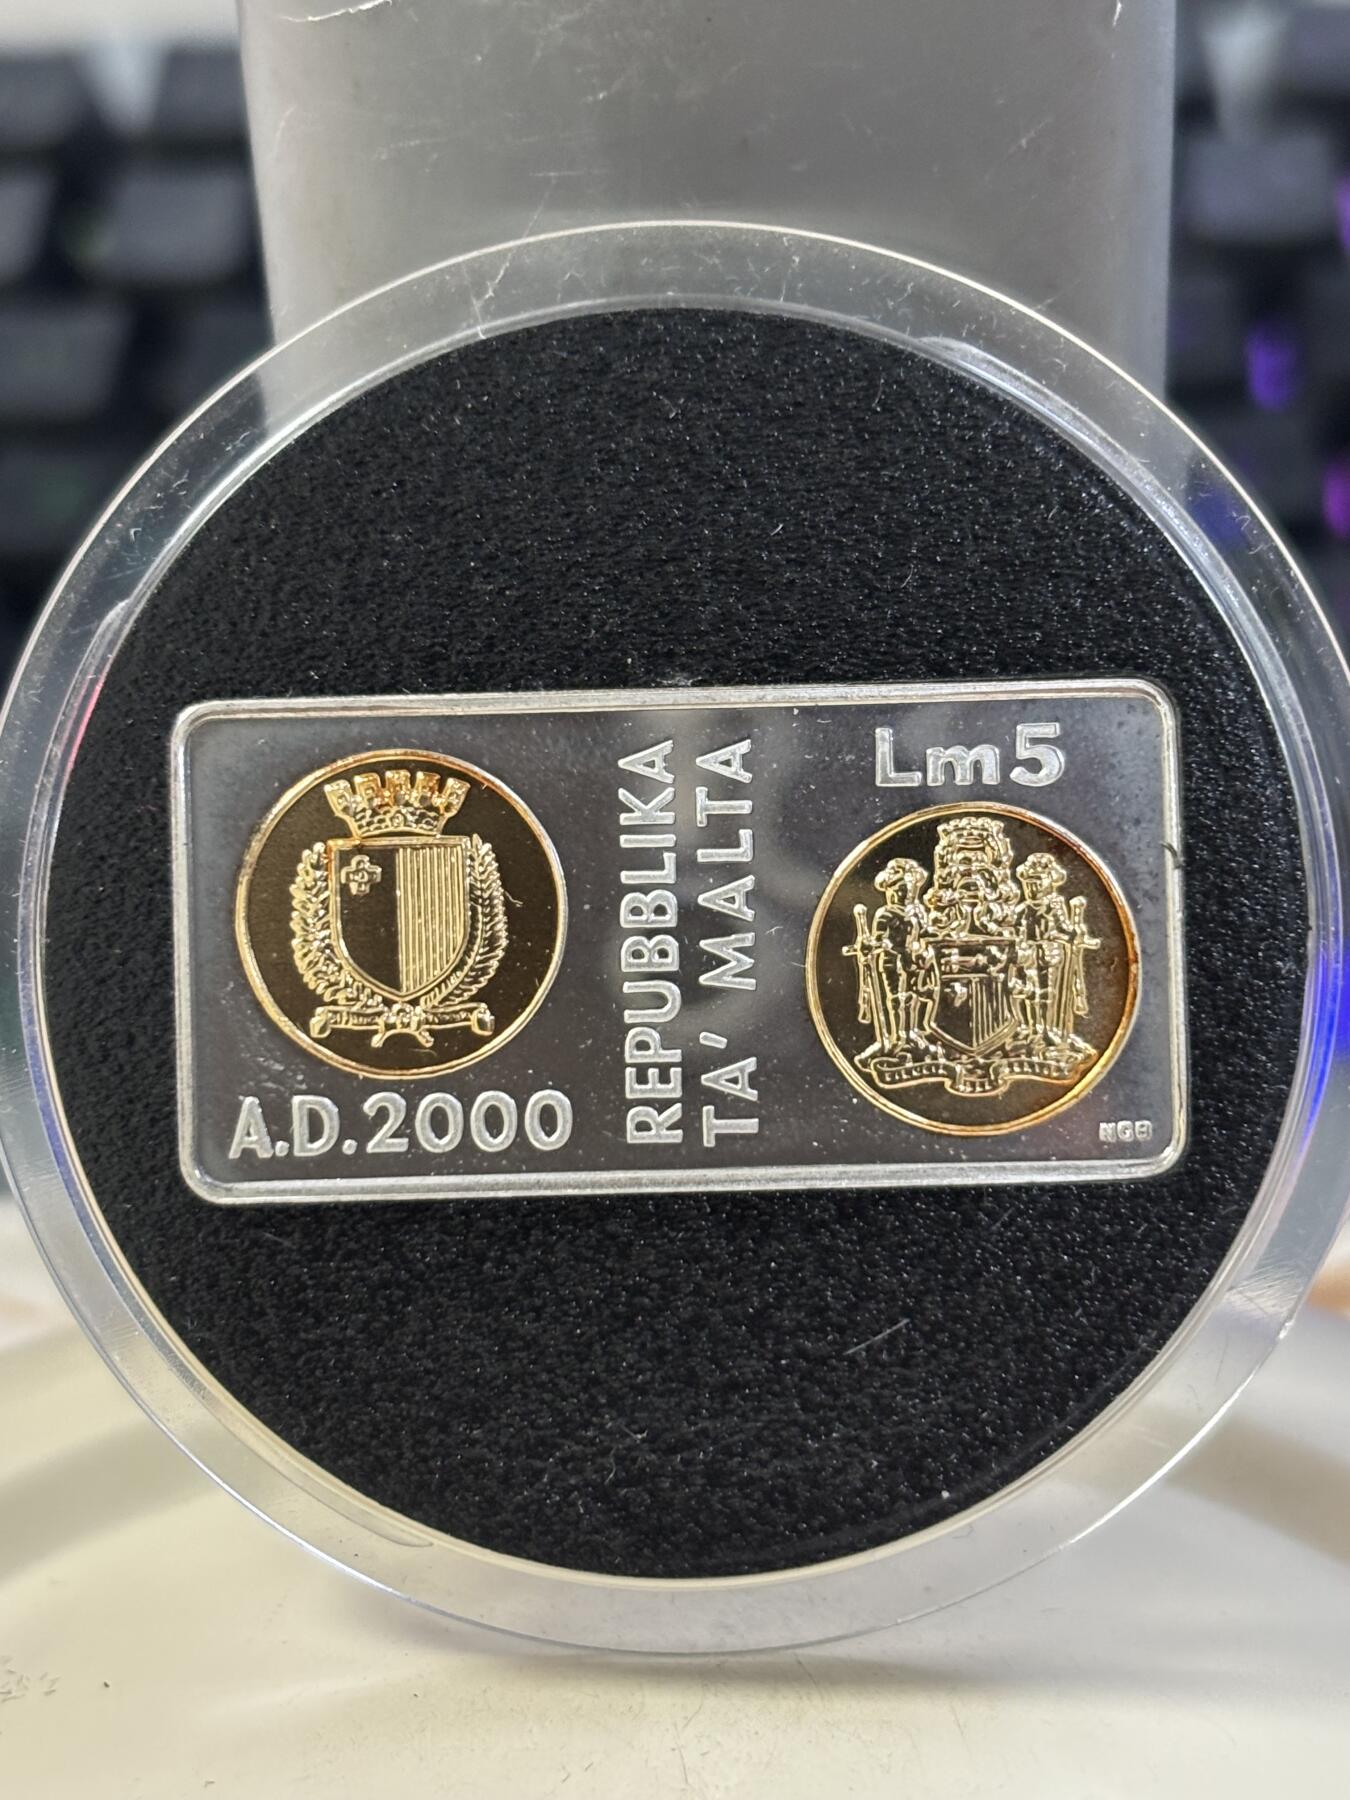 A.D.2000
REPUBBLIKA
TA' MALTA
Lm5
NGB